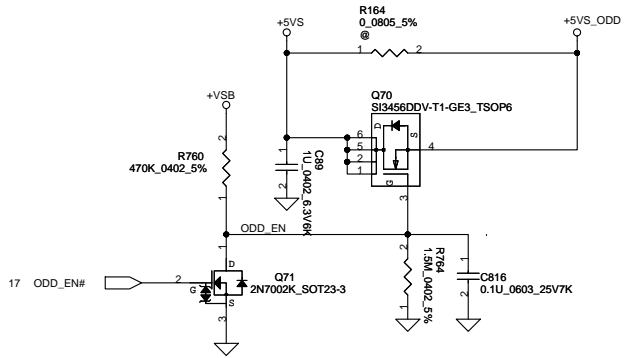 R164
0_0805_5%
@
+5VS
+5VS_ODD
1
2
Q70
SI3456DDV-T1-GE3_TSOP6
+VSB
D
S
6
5
2
1
4
G
3
2
R760
470K_0402_5%
1
1
C89
1U_0402_6.3V6K
2
ODD_EN
1
D
Q71
2N7002K_SOT23-3
17 ODD_EN#
2
G
S
3
2
R764
1.5M_0402_5%
1
1
C816
0.1U_0603_25V7K
2